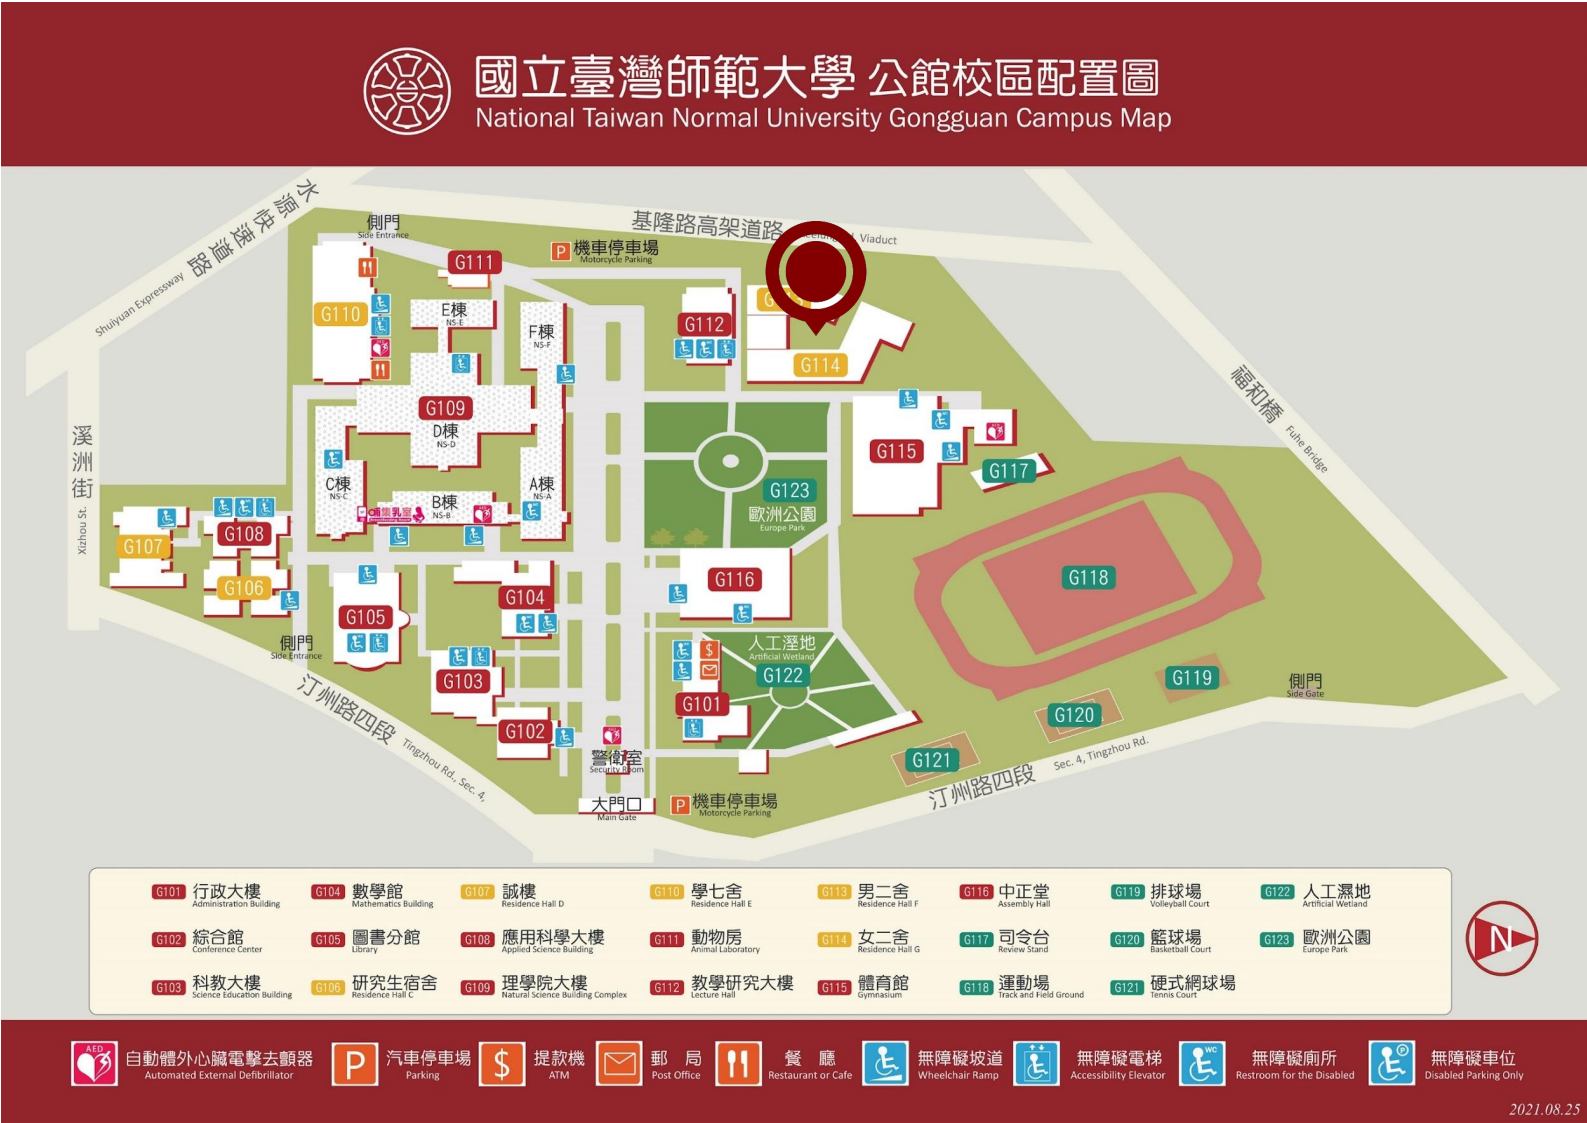 國立臺灣師範大學 公館校區配置圖
National Taiwan Normal University Gongguan Campus Map
水源快速道路
Shuiyuan Expressway
側門
Side Entrance
基隆路高架道路
Viaduct
P 機車停車場
Motorcycle Parking
G111
G110
E棟
NS-E
F棟
NS-F
G112
G114
福和橋
Fuhe Bridge
溪洲街
Xizhou St.
G109
D棟
NS-D
C棟
NS-C
A棟
NS-A
B棟
NS-B
哺集乳室
G115
G117
G123
歐洲公園
Europe Park
G107
G108
G106
G105
G104
G116
G118
側門
Side Entrance
人工溼地
Artificial Wetland
G122
G103
G101
G102
G119
側門
Side Gate
G120
G121
汀州路四段
Tingzhou Rd., Sec. 4,
警衛室
Security Room
大門口
Main Gate
P 機車停車場
Motorcycle Parking
汀州路四段
Sec. 4, Tingzhou Rd.
G101 行政大樓
Administration Building
G104 數學館
Mathematics Building
G107 誠樓
Residence Hall D
G110 學七舍
Residence Hall E
G113 男二舍
Residence Hall F
G116 中正堂
Assembly Hall
G119 排球場
Volleyball Court
G122 人工濕地
Artificial Wetland
G102 綜合館
Conference Center
G105 圖書分館
Library
G108 應用科學大樓
Applied Science Building
G111 動物房
Animal Laboratory
G114 女二舍
Residence Hall G
G117 司令台
Review Stand
G120 籃球場
Basketball Court
G123 歐洲公園
Europe Park
G103 科教大樓
Science Education Building
G106 研究生宿舍
Residence Hall C
G109 理學院大樓
Natural Science Building Complex
G112 教學研究大樓
Lecture Hall
G115 體育館
Gymnasium
G118 運動場
Track and Field Ground
G121 硬式網球場
Tennis Court
N
AED 自動體外心臟電擊去顫器
Automated External Defibrillator
P 汽車停車場
Parking
$ 提款機
ATM
郵 局
Post Office
餐 廳
Restaurant or Cafe
無障礙坡道
Wheelchair Ramp
無障礙電梯
Accessibility Elevator
WC 無障礙廁所
Restroom for the Disabled
P 無障礙車位
Disabled Parking Only
2021.08.25